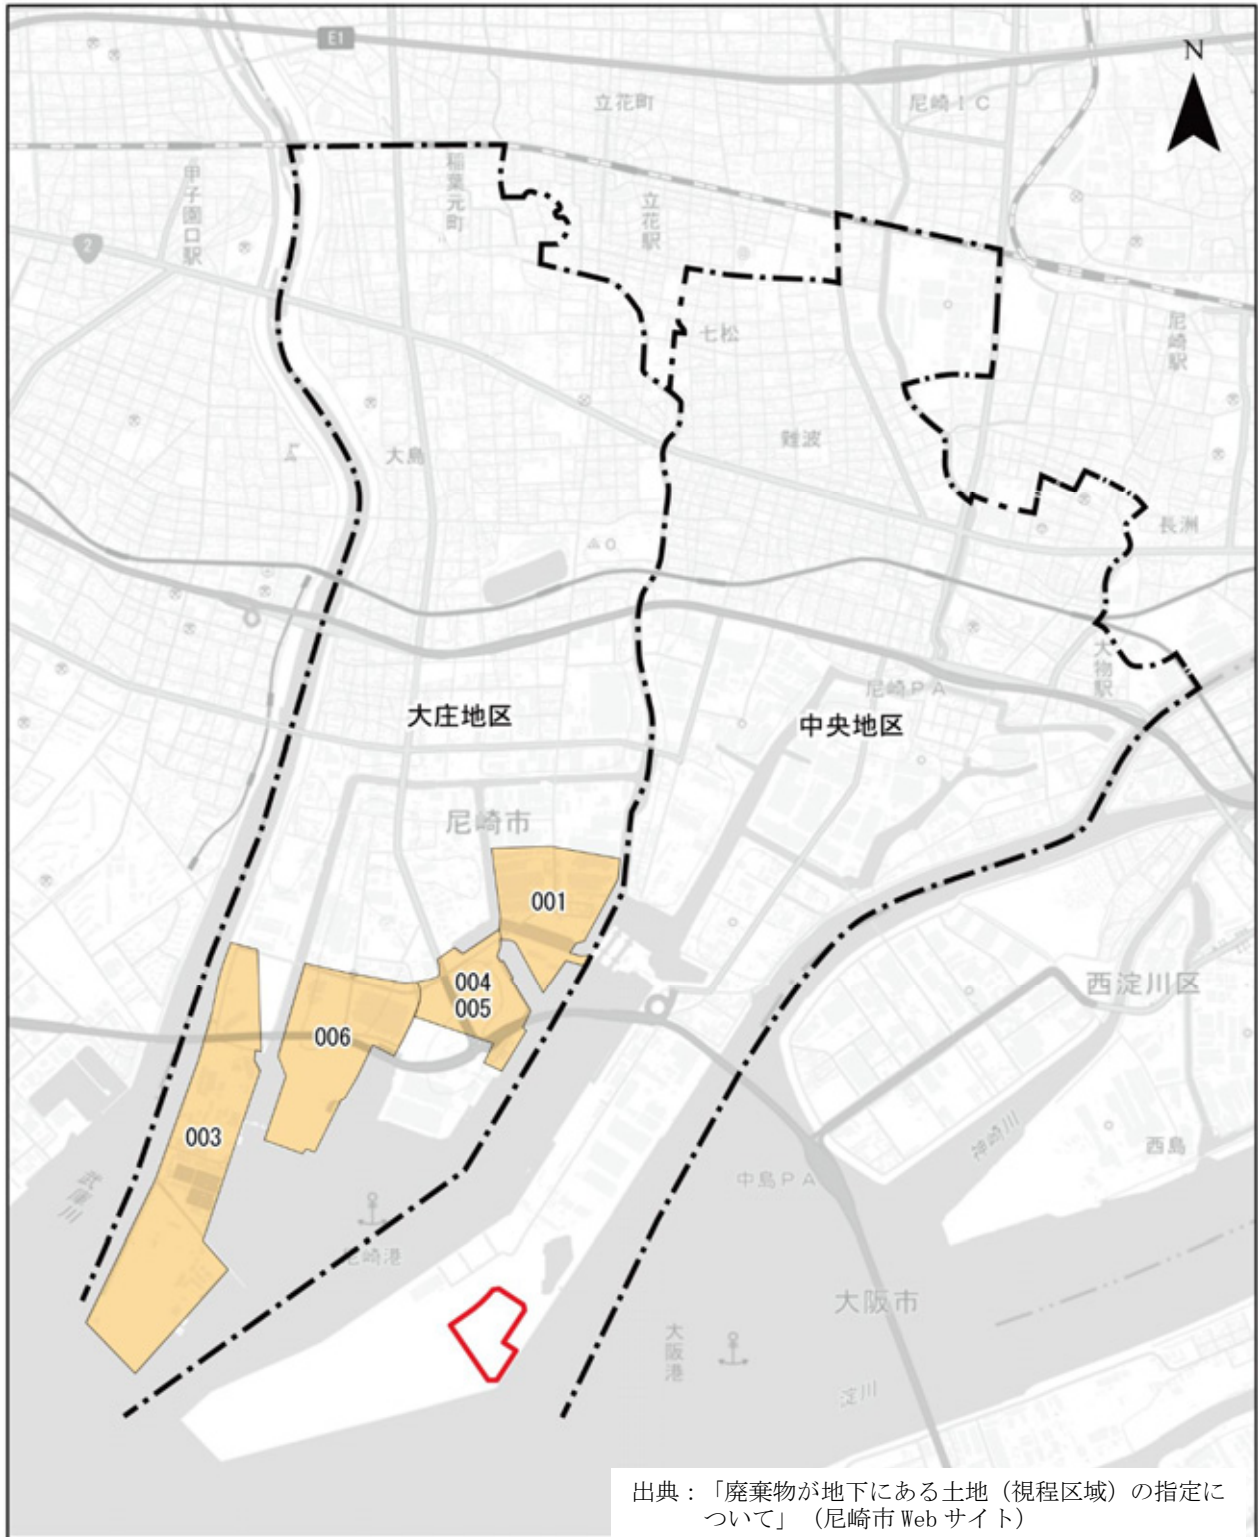 E1
N
立花町
尼崎IC
甲子園口駅
稲葉元町
立花駅
2
七松
尼崎駅
難波
大島
長洲
大物駅
尼崎PA
大庄地区
中央地区
尼崎市
001
西淀川区
004
005
006
003
神崎川
西島
中島PA
武庫川
尼崎港
大阪市
大阪港
淀川
出典：「廃棄物が地下にある土地（視程区域）の指定に
ついて」（尼崎市 Web サイト）